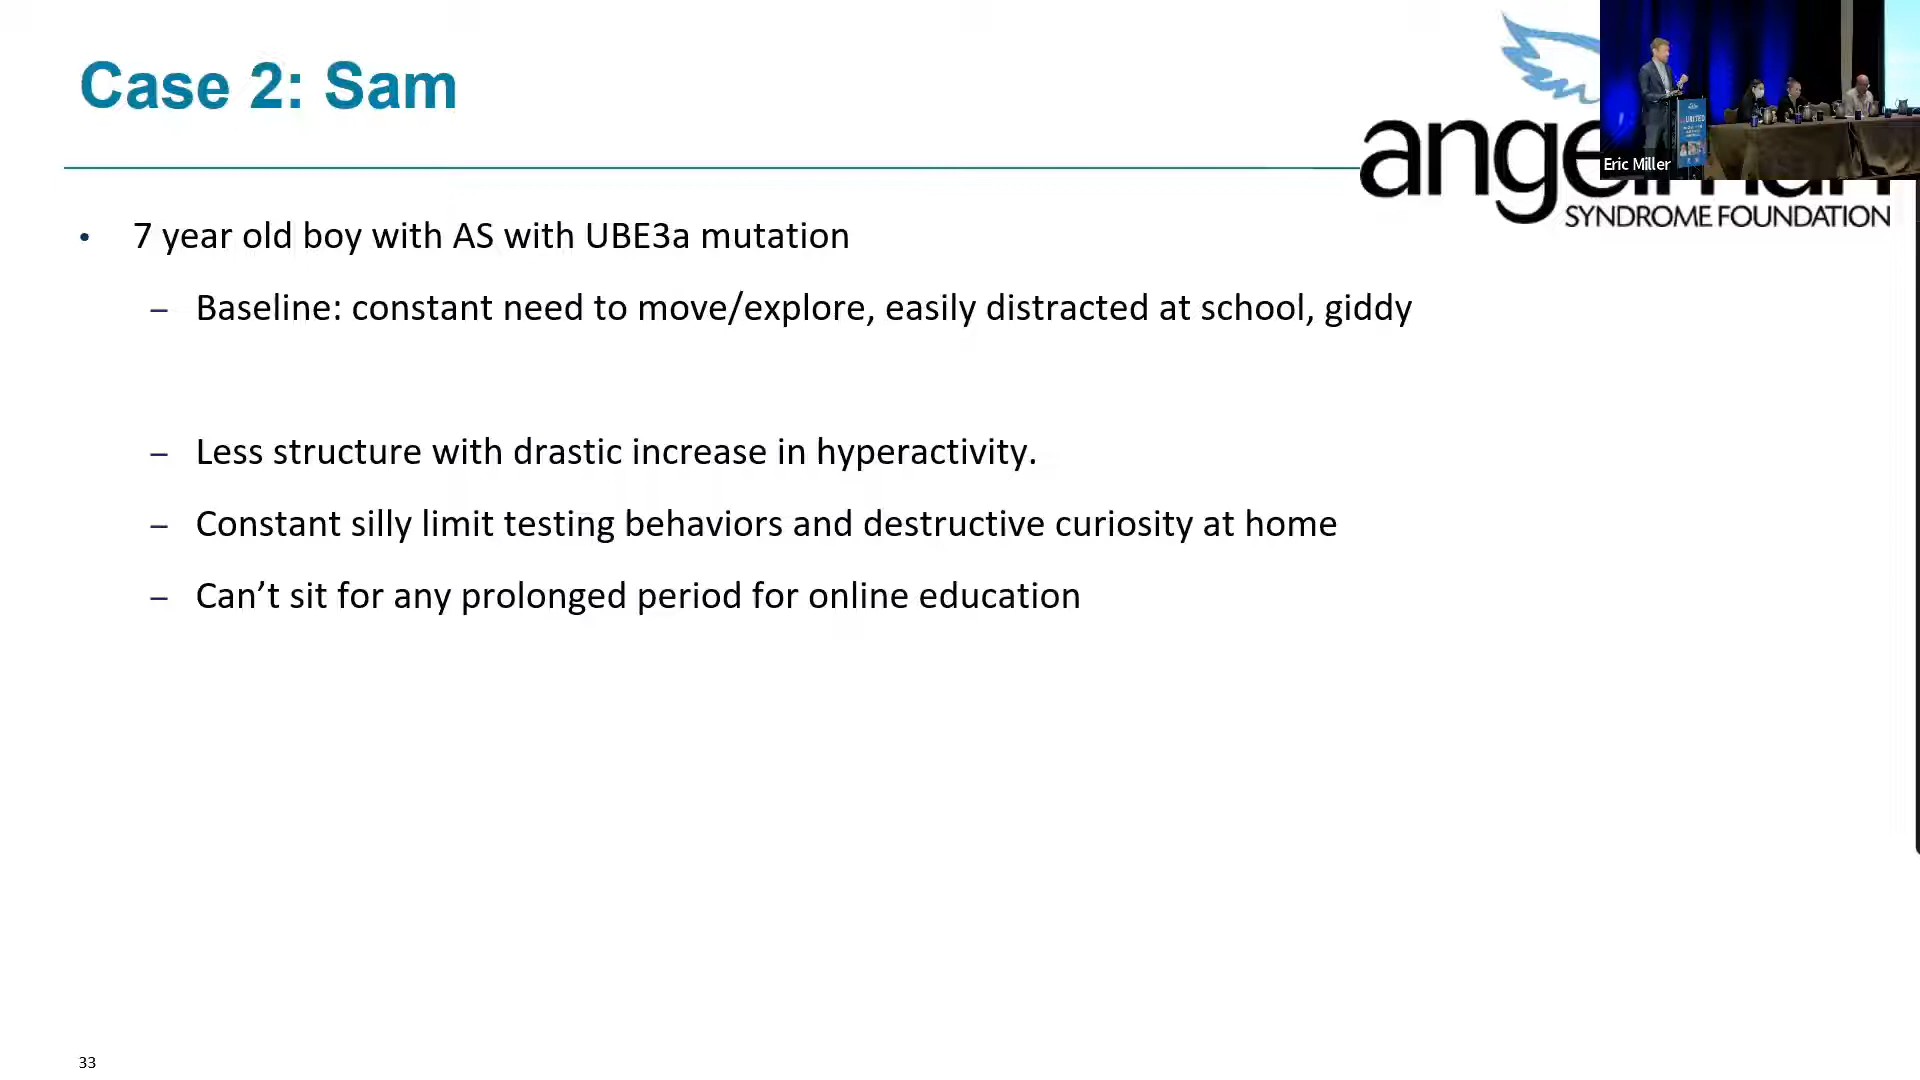 Case 2: Sam
Eric Miller
SYNDROME FOUNDATION
• 7 year old boy with AS with UBE3a mutation
– Baseline: constant need to move/explore, easily distracted at school, giddy
– Less structure with drastic increase in hyperactivity.
– Constant silly limit testing behaviors and destructive curiosity at home
– Can’t sit for any prolonged period for online education
33